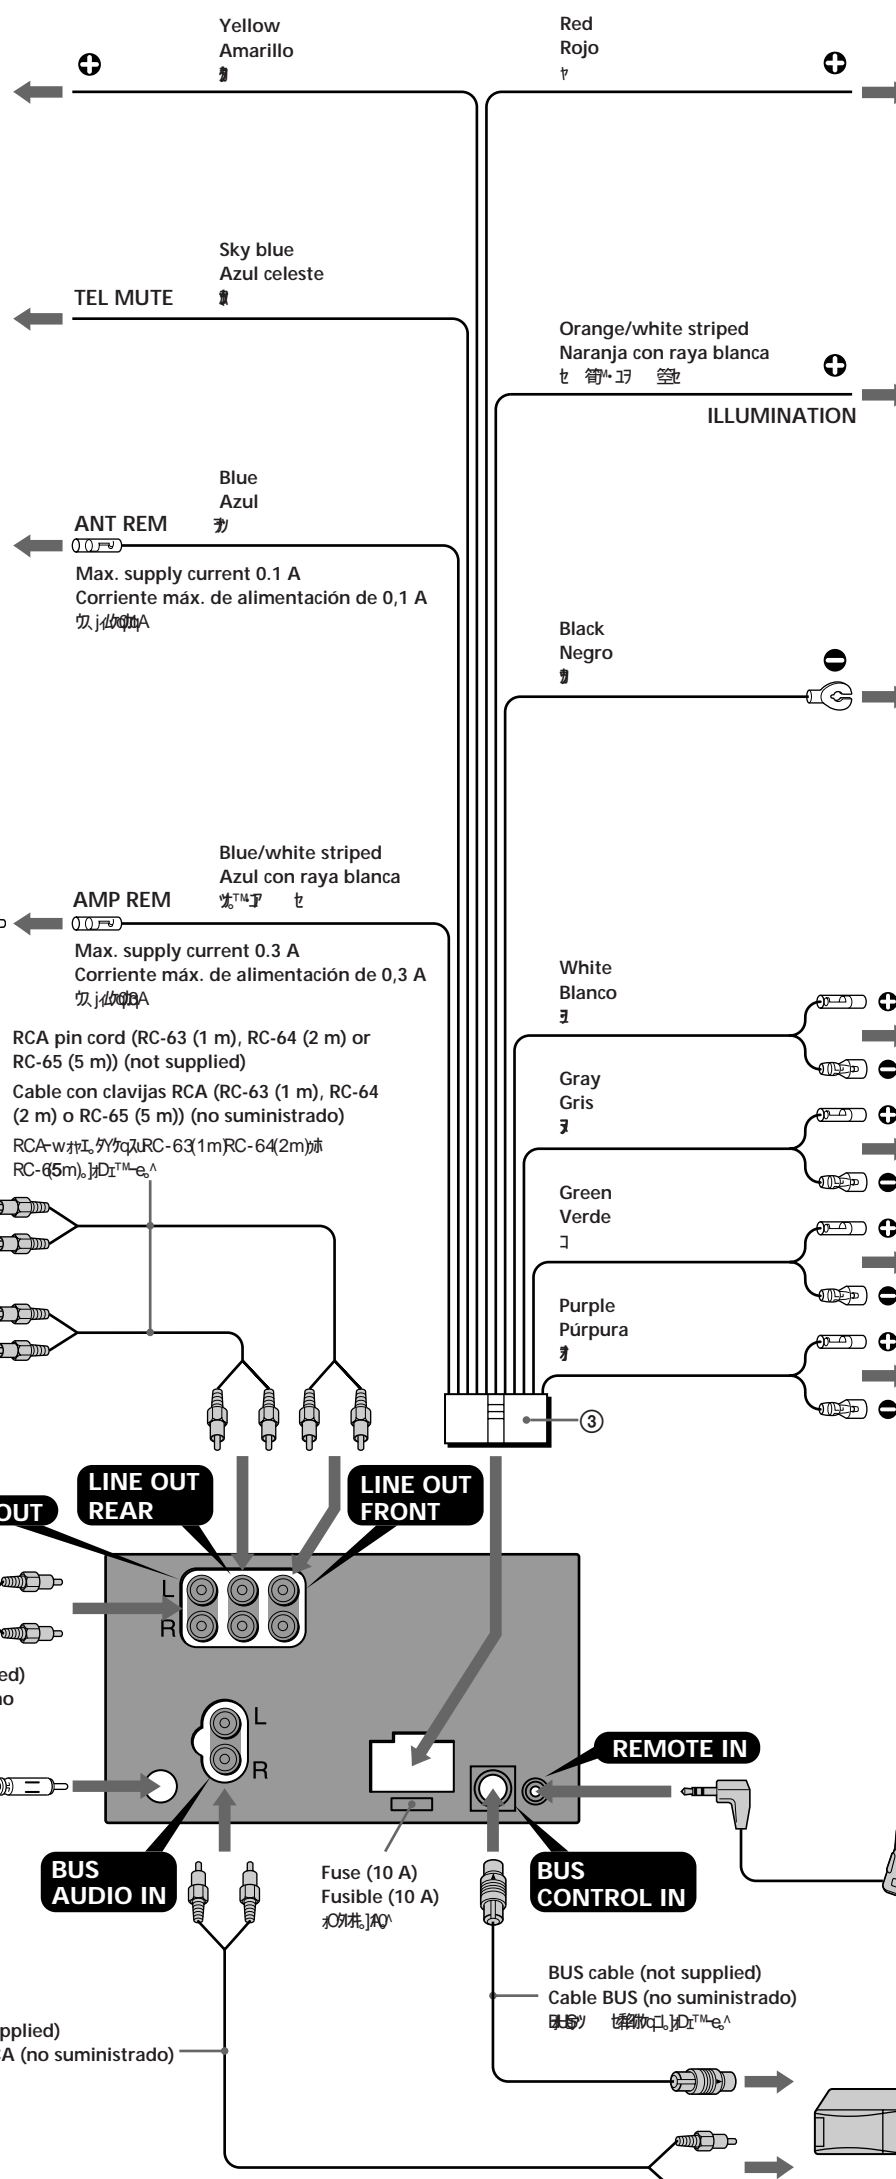 Yellow
Amarillo
Red
Rojo
Sky blue
Azul celeste
TEL MUTE
Orange/white striped
Naranja con raya blanca
ILLUMINATION
Blue
Azul
ANT REM
Max. supply current 0.1 A
Corriente máx. de alimentación de 0,1 A
Black
Negro
Blue/white striped
Azul con raya blanca
AMP REM
Max. supply current 0.3 A
Corriente máx. de alimentación de 0,3 A
White
Blanco
RCA pin cord (RC-63 (1 m), RC-64 (2 m) or
RC-65 (5 m)) (not supplied)
Cable con clavijas RCA (RC-63 (1 m), RC-64
(2 m) o RC-65 (5 m)) (no suministrado)
Gray
Gris
Green
Verde
Purple
Púrpura
③
OUT
LINE OUT
REAR
LINE OUT
FRONT
L
R
ed)
no
L
R
REMOTE IN
BUS
AUDIO IN
Fuse (10 A)
Fusible (10 A)
BUS
CONTROL IN
BUS cable (not supplied)
Cable BUS (no suministrado)
pplied)
A (no suministrado)